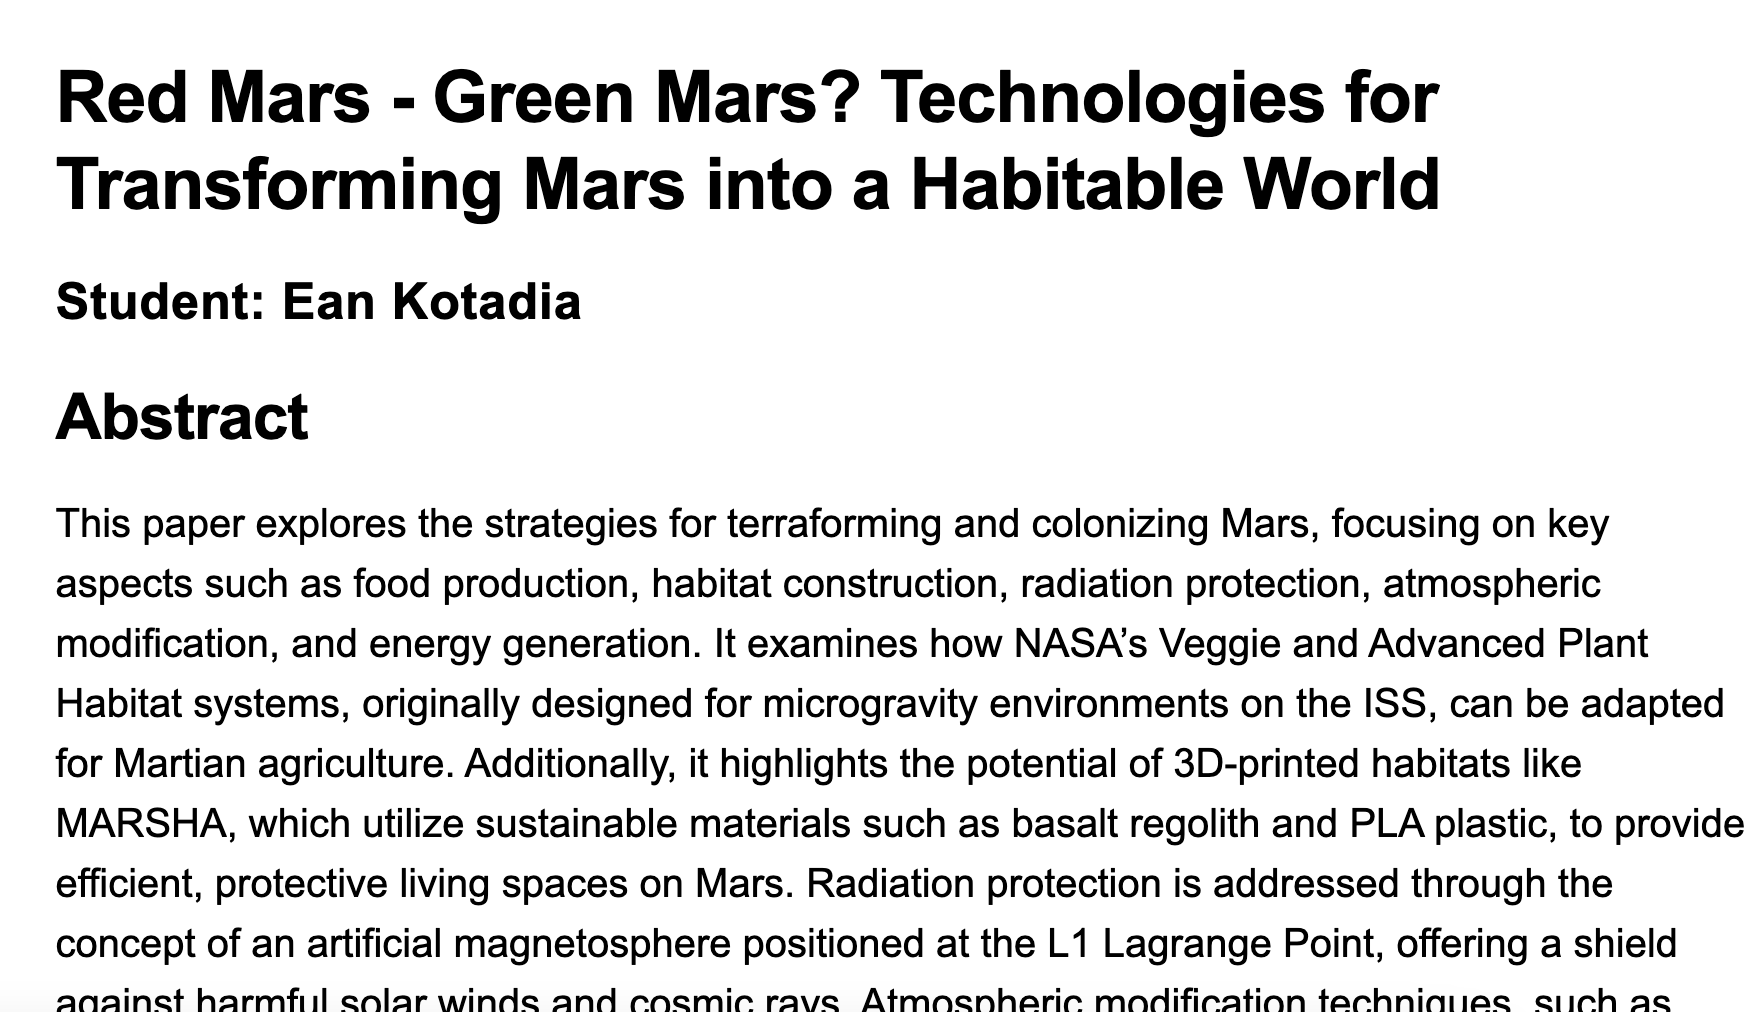 Red Mars - Green Mars? Technologies for
Transforming Mars into a Habitable World
Student: Ean Kotadia
Abstract
This paper explores the strategies for terraforming and colonizing Mars, focusing on key
aspects such as food production, habitat construction, radiation protection, atmospheric
modification, and energy generation. It examines how NASA’s Veggie and Advanced Plant
Habitat systems, originally designed for microgravity environments on the ISS, can be adapted
for Martian agriculture. Additionally, it highlights the potential of 3D-printed habitats like
MARSHA, which utilize sustainable materials such as basalt regolith and PLA plastic, to provide
efficient, protective living spaces on Mars. Radiation protection is addressed through the
concept of an artificial magnetosphere positioned at the L1 Lagrange Point, offering a shield
against harmful solar winds and cosmic rays. Atmospheric modification techniques, such as